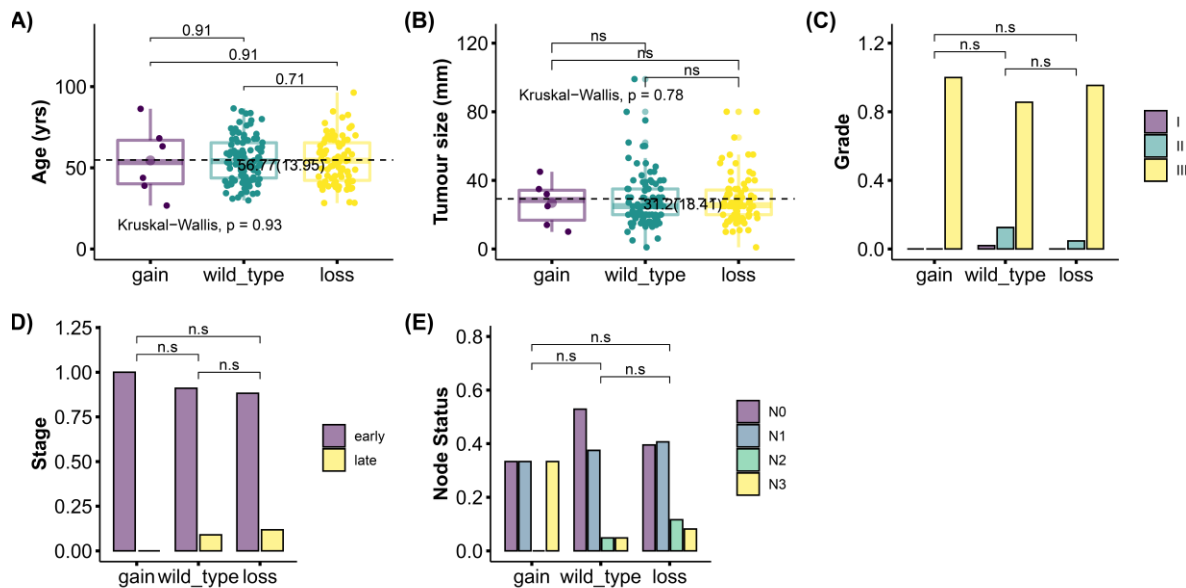 A)
0.91
0.91
0.71
Age (yrs)
100
50
0
56.77(13.95)
Kruskal−Wallis, p = 0.93
gain wild_type loss
(B)
ns
ns
ns
Kruskal−Wallis, p = 0.78
Tumour size (mm)
120
80
40
0
31.2(18.41)
gain wild_type loss
(C)
n.s
n.s
n.s
Grade
1.2
0.8
0.4
0.0
gain wild_type loss
I
II
III
D)
n.s
n.s
n.s
Stage
1.25
1.00
0.75
0.50
0.25
0.00
gain wild_type loss
early
late
(E)
n.s
n.s
n.s
Node Status
0.8
0.6
0.4
0.2
0.0
gain wild_type loss
N0
N1
N2
N3